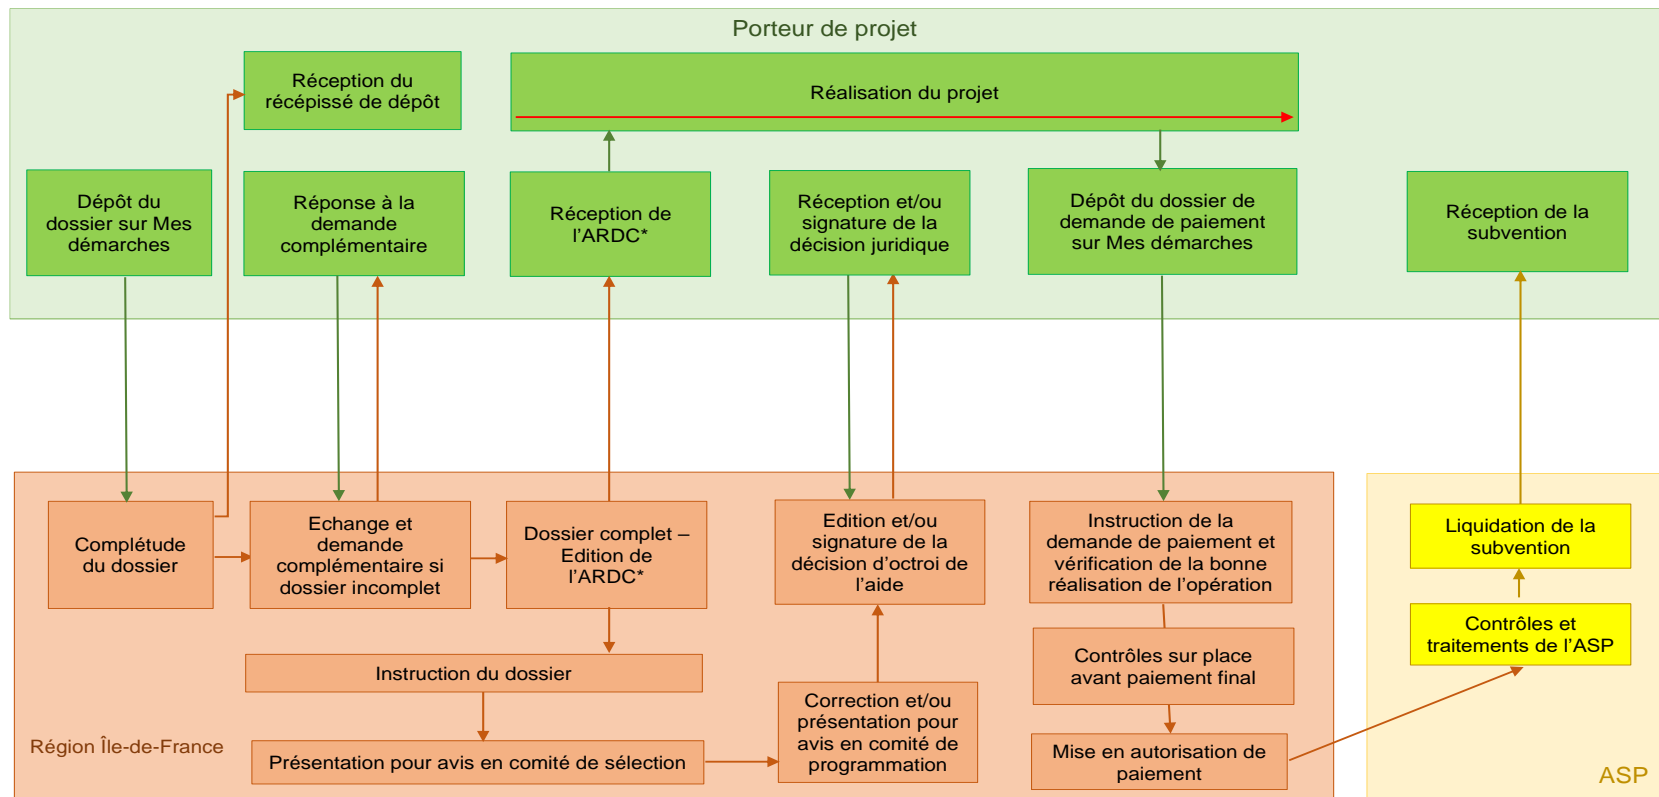 Porteur de projet
Réception du
récépissé de dépôt
Réalisation du projet
Dépôt du
dossier sur Mes
démarches
Réponse à la
demande
complémentaire
Réception de
l’ARDC*
Réception et/ou
signature de la
décision juridique
Dépôt du dossier de
demande de paiement
sur Mes démarches
Réception de la
subvention
Complétude
du dossier
Echange et
demande
complémentaire si
dossier incomplet
Dossier complet –
Edition de
l’ARDC*
Edition et/ou
signature de la
décision d’octroi de
l’aide
Instruction de la
demande de paiement et
vérification de la bonne
réalisation de l’opération
Liquidation de la
subvention
Contrôles et
traitements de l’ASP
Instruction du dossier
Contrôles sur place
avant paiement final
Correction et/ou
présentation pour
avis en comité de
programmation
Région Île-de-France
Présentation pour avis en comité de sélection
Mise en autorisation de
paiement
ASP